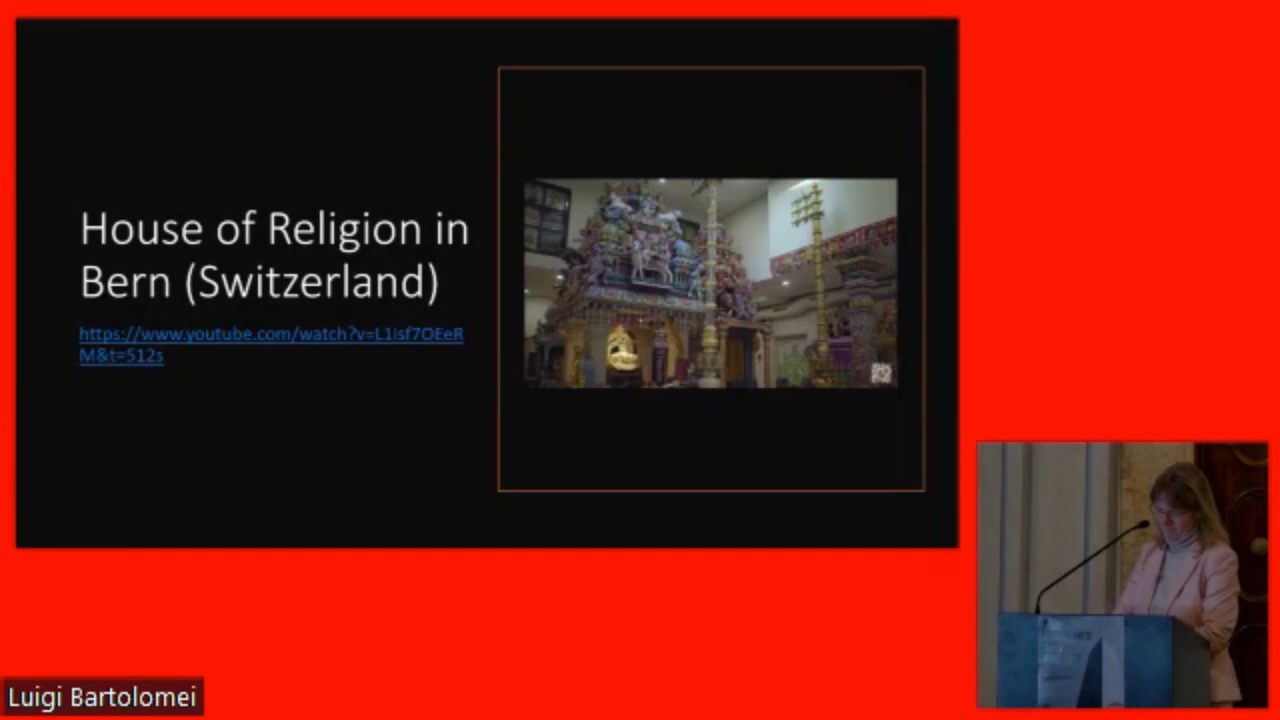 House of Religion in
Bern (Switzerland)
https://www.youtube.com/watch?v=L1isf7OEeR
M&t=512s
Luigi Bartolomei